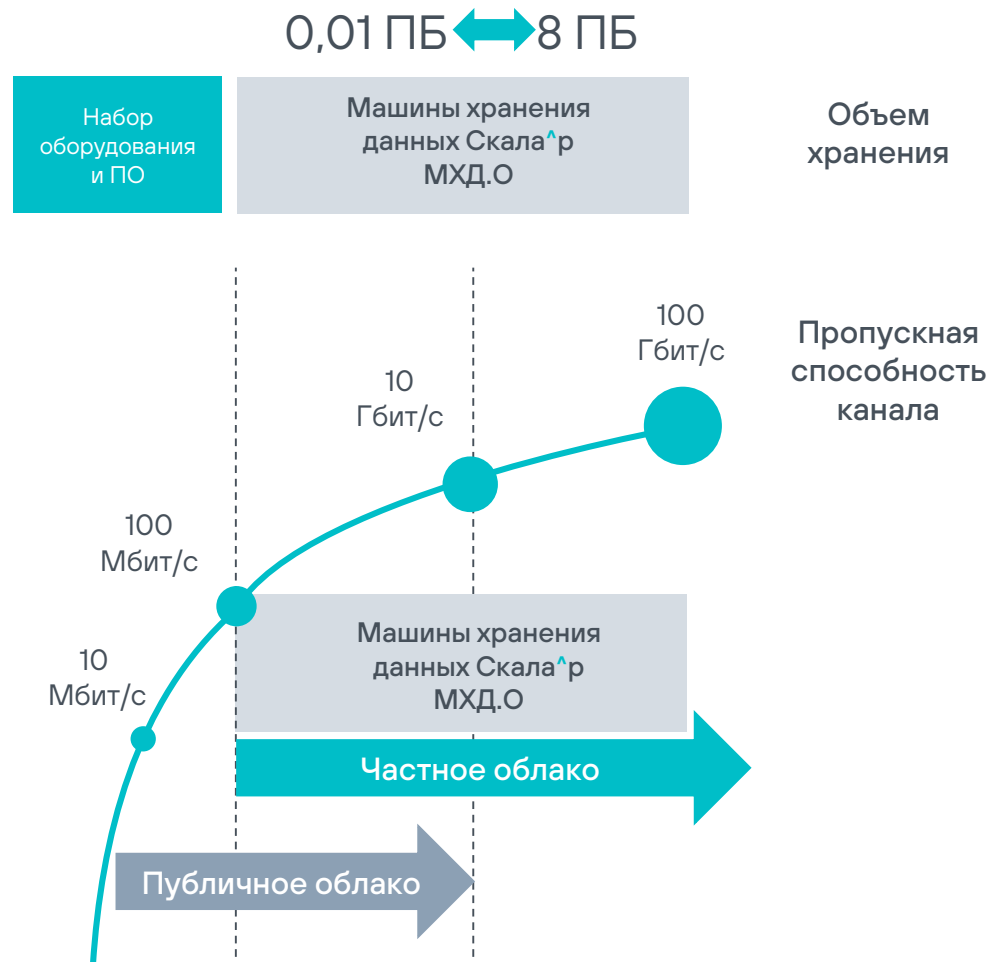 0,01 ПБ 8 ПБ
Набор
оборудования
и ПО
Машины хранения
данных Скала^р
МХД.О
Объем
хранения
100
Гбит/с
Пропускная
способность
канала
10
Гбит/с
100
Мбит/с
10
Мбит/с
Машины хранения
данных Скала^р
МХД.О
Частное облако
Публичное облако